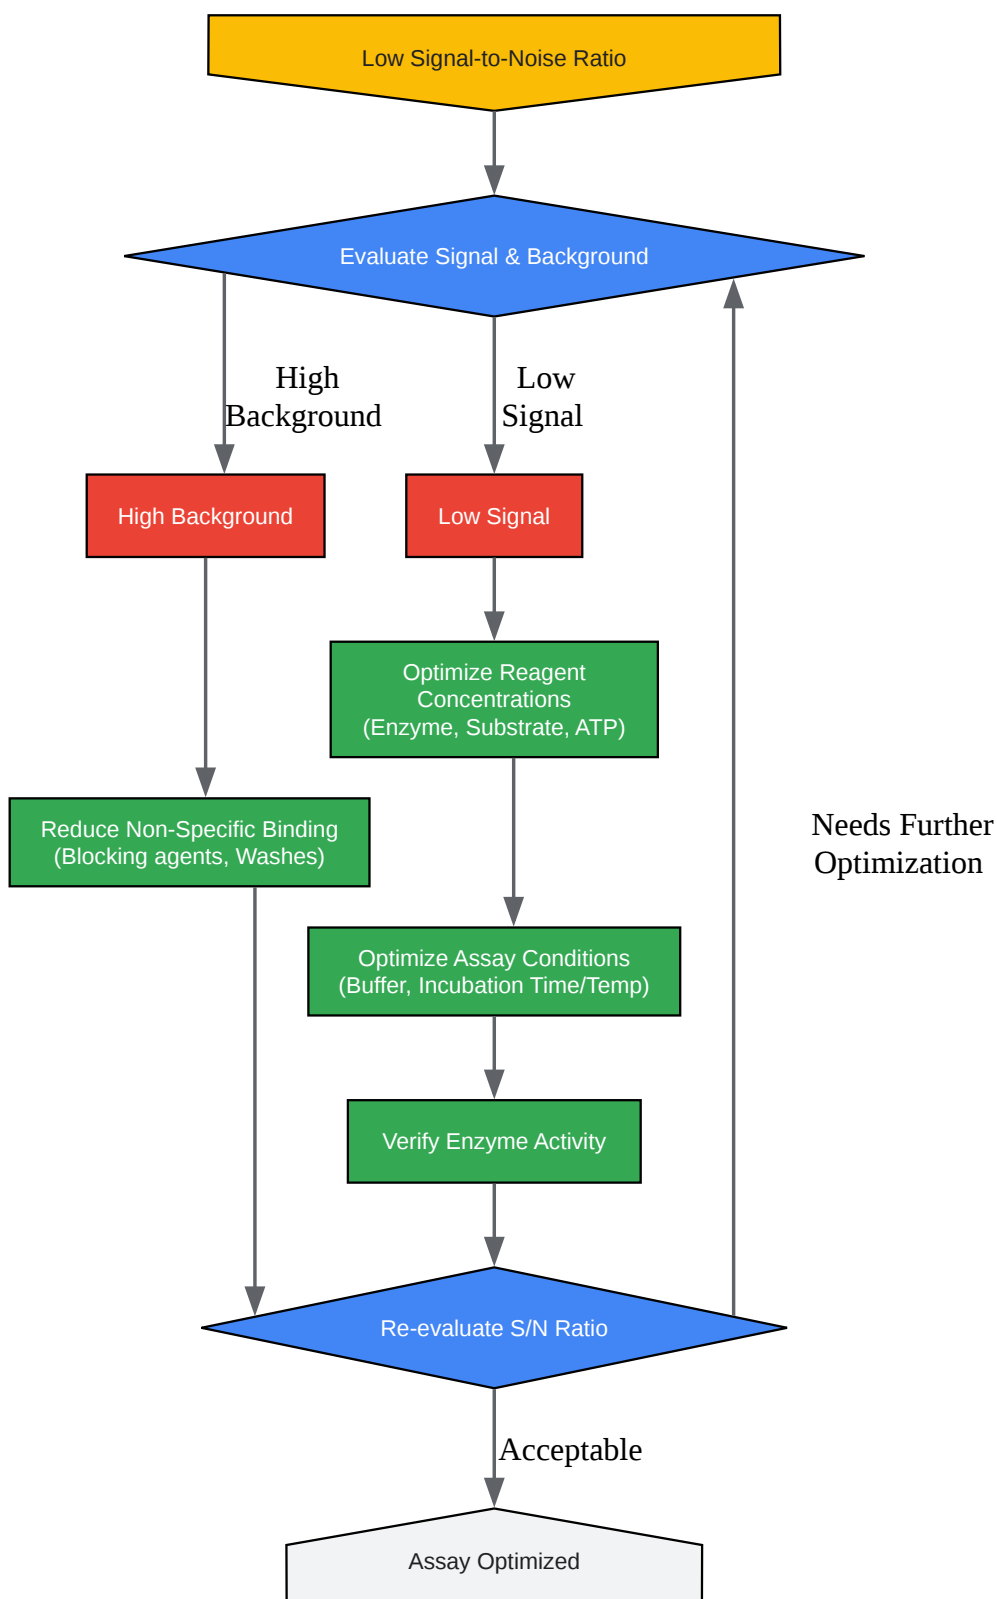 Low Signal-to-Noise Ratio
Evaluate Signal & Background
High
Background
Low
Signal
High Background
Low Signal
Optimize Reagent
Concentrations
(Enzyme, Substrate, ATP)
Reduce Non-Specific Binding
(Blocking agents, Washes)
Needs Further
Optimization
Optimize Assay Conditions
(Buffer, Incubation Time/Temp)
Verify Enzyme Activity
Re-evaluate S/N Ratio
Acceptable
Assay Optimized